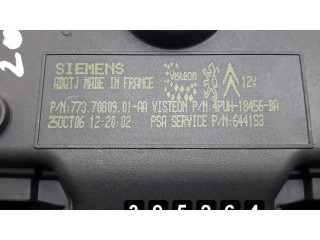 SIEMENS
ADATJ MADE IN FRANCE
Visteon
12V
P/N:773.70809.01-AA VISTEON P/N:4PUH-18456-BA
25OCT06 12:20:02 PSA SERVICE P/N:6441S3